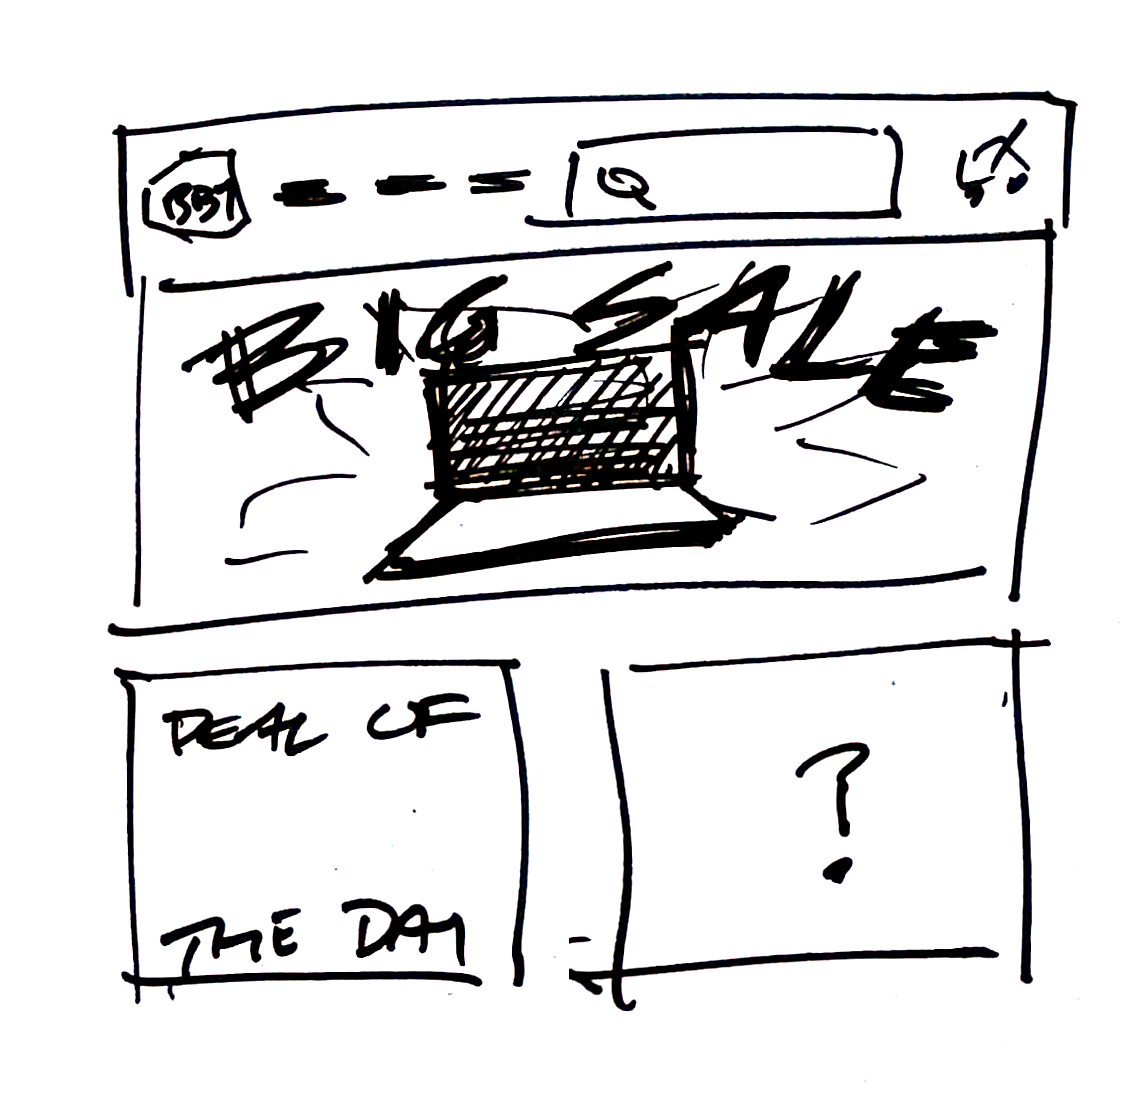 BBY
BIG SALE
DEAL OF
?
THE DAY